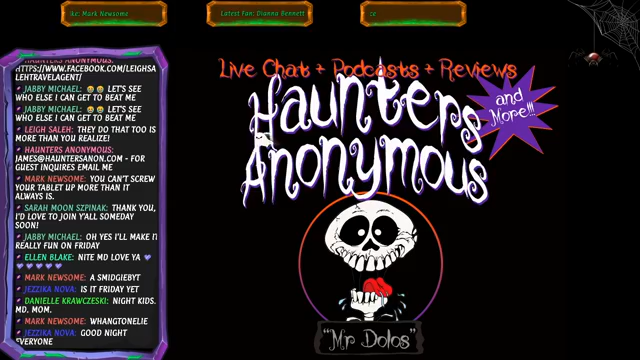 ke: Mark Newsome
Latest Fan: Dianna Bennett
Live Chat + Podcasts + Reviews
and
More!!!
Haunters
Anonymous
"Mr Dolos"
HAUNTERS ANONYMOUS:
HTTPS://WWW.FACEBOOK.COM/LEIGHSA
LEHTRAVELAGENT/
JABBY MICHAEL: 😆 😆 LET'S SEE
WHO ELSE I CAN GET TO BEAT ME
JABBY MICHAEL: 😆 😆 LET'S SEE
WHO ELSE I CAN GET TO BEAT ME
LEIGH SALEH: THEY DO THAT TOO IS
MORE THAN YOU REALIZE!
HAUNTERS ANONYMOUS:
JAMES@HAUNTERSANON.COM - FOR
GUEST INQUIRES EMAIL ME
MARK NEWSOME: YOU CAN'T SCREW
YOUR TABLET UP MORE THAN IT
ALWAYS IS.
SARAH MOON SZPINAK: THANK YOU,
I'D LOVE TO JOIN Y'ALL SOMEDAY
SOON!
JABBY MICHAEL: OH YES I'LL MAKE IT
REALLY FUN ON FRIDAY
ELLEN BLAKE: NITE MD LOVE YA 💜
💜💜💜💜💜
MARK NEWSOME: A SMIDGIEBYT
JEZZIKA NOVA: IS IT FRIDAY YET
DANIELLE KRAWCZESKI: NIGHT KIDS.
MD. MOM.
MARK NEWSOME: WHANGTONELIE
JEZZIKA NOVA: GOOD NIGHT
EVERYONE